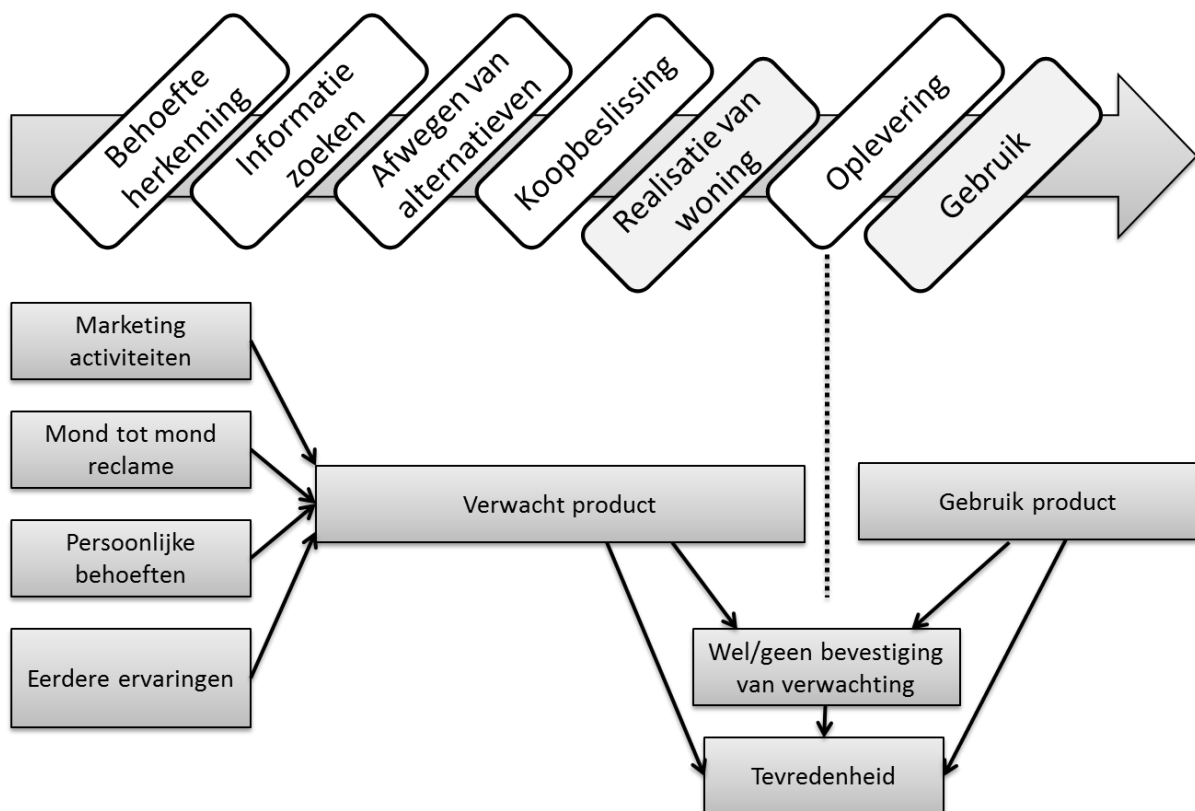 Behoefte
herkenning
Informatie
zoeken
Afwegen van
alternatieven
Koopbeslissing
Realisatie van
woning
Oplevering
Gebruik
Marketing
activiteiten
Mond tot mond
reclame
Persoonlijke
behoeften
Eerdere ervaringen
Verwacht product
Gebruik product
Wel/geen bevestiging
van verwachting
Tevredenheid